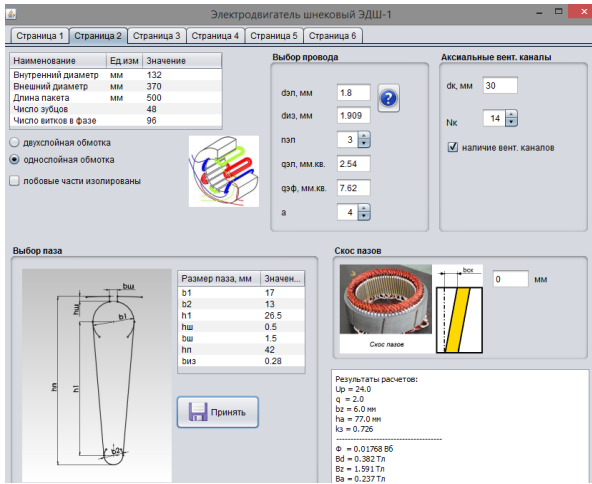 Электродвигатель шнековый ЭДШ-1
Страница 1 Страница 2 Страница 3 Страница 4 Страница 5 Страница 6
Наименование Ед.изм Значение
Внутренний диаметр мм 132
Внешний диаметр мм 370
Длина пакета мм 500
Число зубцов 48
Число витков в фазе 96
двухслойная обмотка
однослойная обмотка
лобовые части изолированы
Выбор провода
dэл, мм 1.8
dиз, мм 1.909
nэл 3
qэл, мм.кв. 2.54
qэф, мм.кв. 7.62
a 4
Аксиальные вент. каналы
dк, мм 30
Nк 14
наличие вент. каналов
Выбор паза
bш
hш
b1
hп
h1
b2
Размер паза, мм Значен...
b1 17
b2 13
h1 26.5
hш 0.5
bш 1.5
hп 42
bиз 0.28
Принять
Скос пазов
bск
Скос пазов
0 мм
Результаты расчетов:
Up = 24.0
q = 2.0
bz = 6.0 мм
ha = 77.0 мм
kз = 0.726
------------------------------------
Ф = 0.01768 Вб
Bd = 0.382 Тл
Bz = 1.591 Тл
Ba = 0.237 Тл